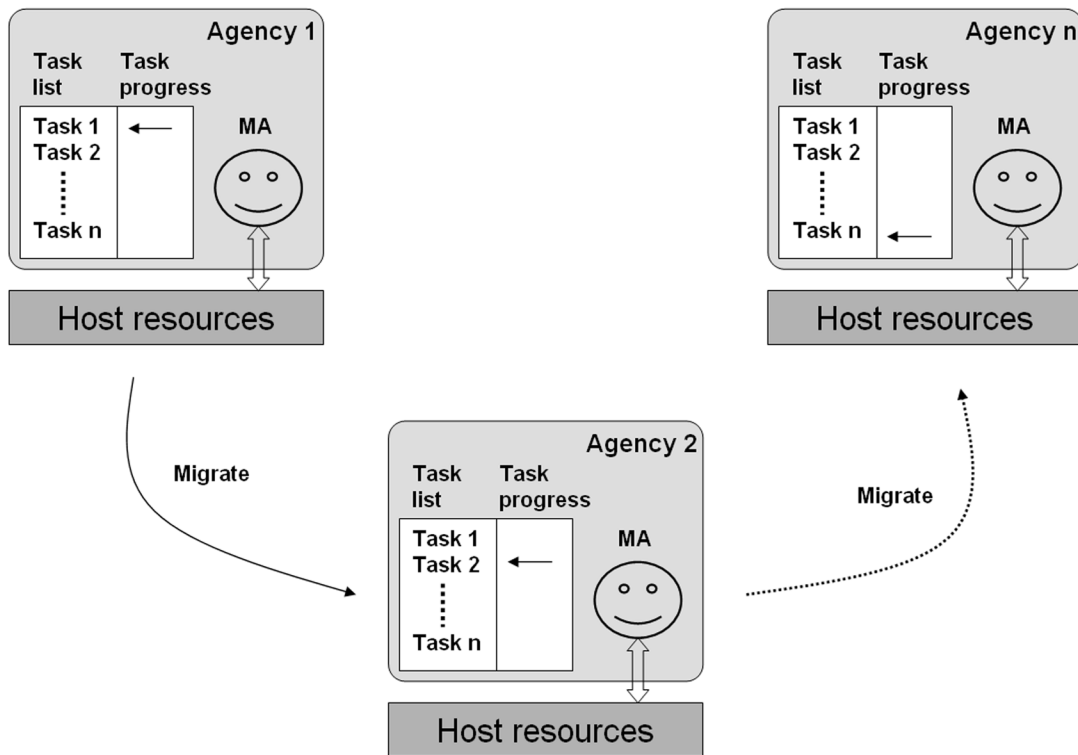 Agency 1
Task list
Task progress
Task 1
Task 2
Task n
MA
Host resources
Agency n
Task list
Task progress
Task 1
Task 2
Task n
MA
Host resources
Migrate
Migrate
Agency 2
Task list
Task progress
Task 1
Task 2
Task n
MA
Host resources